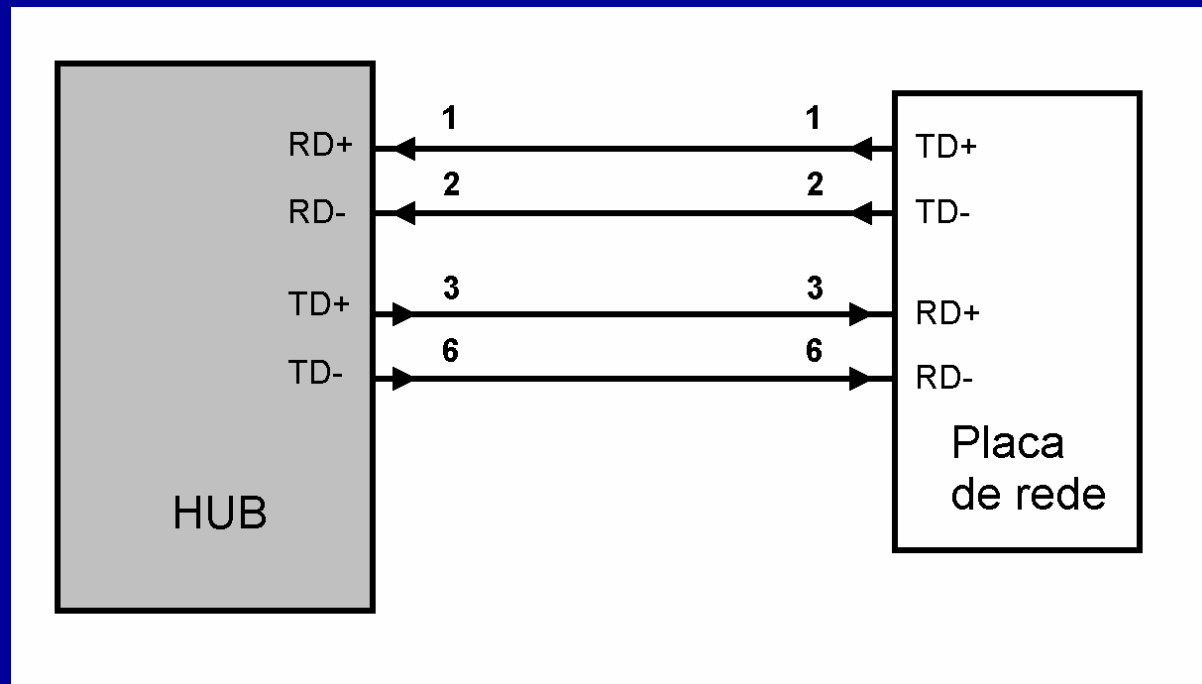 1 1
RD+ TD+
2 2
RD- TD-
3 3
TD+ RD+
6 6
TD- RD-
Placa
de rede
HUB